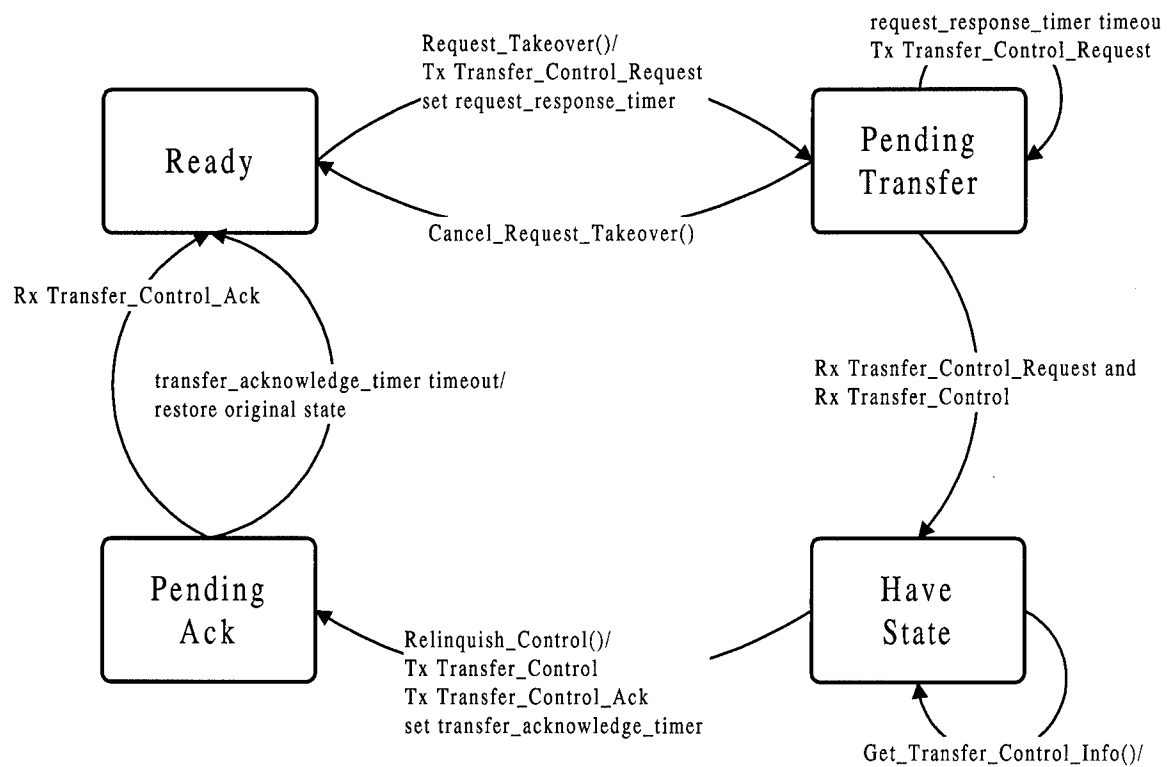 Request_Takeover()/
Tx Transfer_Control_Request
set request_response_timer
request_response_timer timeou
Tx Transfer_Control_Request
Ready
Pending
Transfer
Cancel_Request_Takeover()
Rx Transfer_Control_Ack
transfer_acknowledge_timer timeout/
restore original state
Rx Trasnfer_Control_Request and
Rx Transfer_Control
Pending
Ack
Have
State
Relinquish_Control()/
Tx Transfer_Control
Tx Transfer_Control_Ack
set transfer_acknowledge_timer
Get_Transfer_Control_Info()/